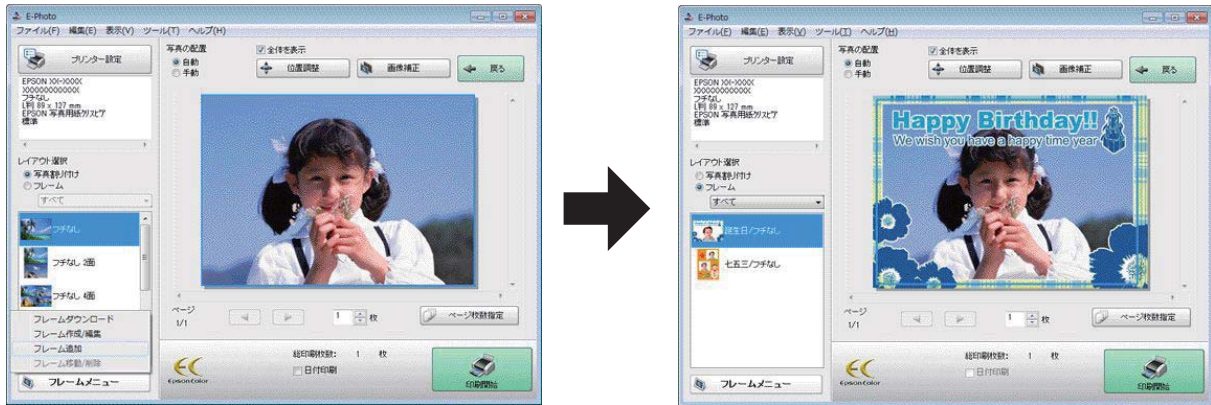 E-Photo
ファイル(F) 編集(E) 表示(V) ツール(T) ヘルプ(H)
プリンター設定
EPSON XX-XXXX
XXXXXXXXXXXXX
フチなし
L判 89 x 127 mm
EPSON 写真用紙クリスピア
標準
写真の配置
自動
手動
全体を表示
位置調整
画像補正
戻る
レイアウト選択
写真割り付け
フレーム
すべて
フチなし
フチなし 2面
フチなし 4面
フレームダウンロード
フレーム作成/編集
フレーム追加
フレーム移動/削除
フレームメニュー
ページ
1/1
1 枚
ページ枚数指定
総印刷枚数: 1 枚
日付印刷
EpsonColor
印刷開始
E-Photo
ファイル(F) 編集(E) 表示(V) ツール(T) ヘルプ(H)
プリンター設定
EPSON XX-XXXX
XXXXXXXXXXXXX
フチなし
L判 89 x 127 mm
EPSON 写真用紙クリスピア
標準
写真の配置
自動
手動
全体を表示
位置調整
画像補正
戻る
レイアウト選択
写真割り付け
フレーム
すべて
誕生日/フチなし
七五三/フチなし
Happy Birthday!!
We wish you have a happy time year
フレームメニュー
ページ
1/1
1 枚
ページ枚数指定
総印刷枚数: 1 枚
日付印刷
EpsonColor
印刷開始